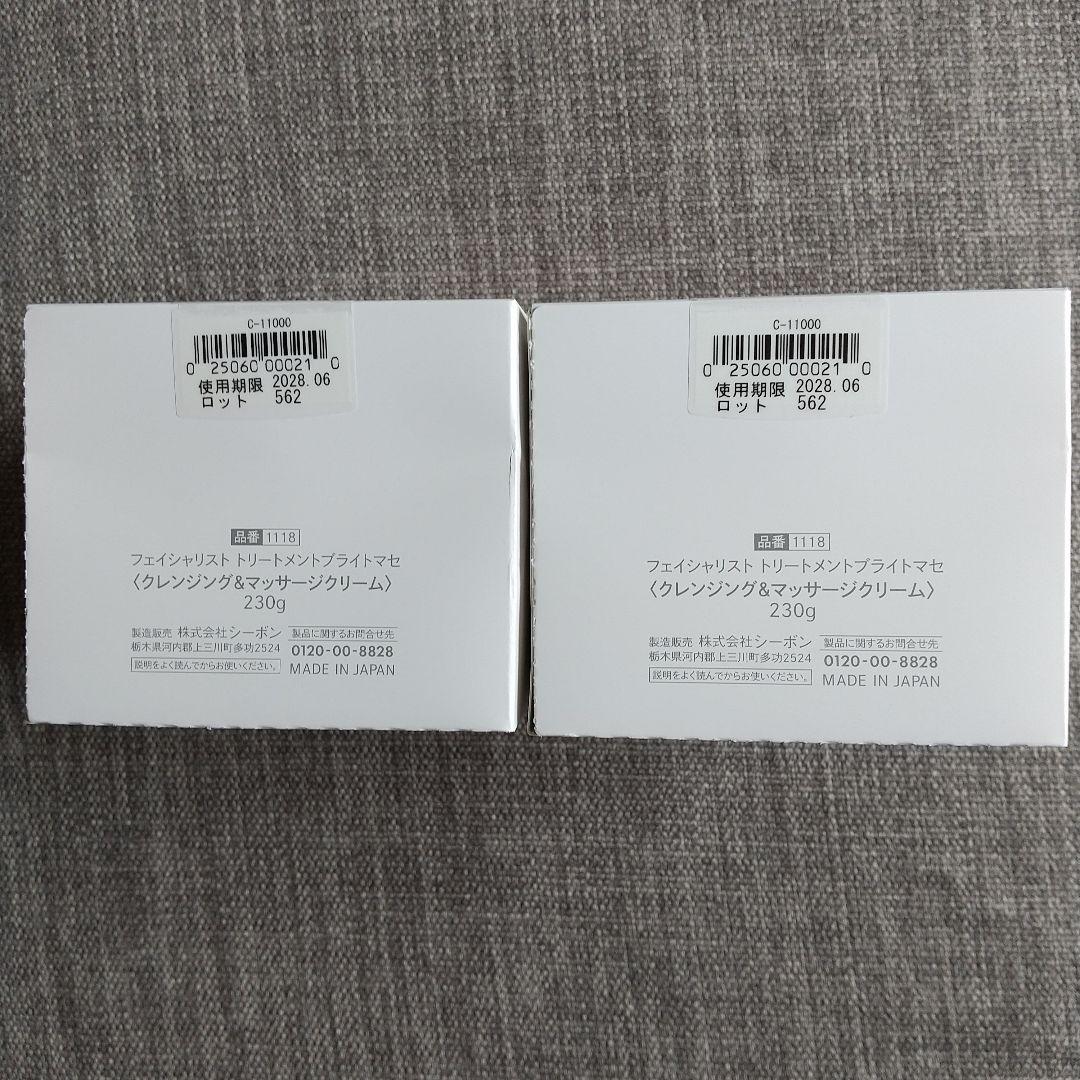 C-11000
0 25060 00021 0
使用期限 2028.06
ロット 562
品番 1118
フェイシャリスト トリートメントブライトマセ
〈クレンジング&マッサージクリーム〉
230g
製造販売 株式会社シーボン
栃木県河内郡上三川町多功2524
説明をよく読んでからお使いください。
製品に関するお問合せ先
0120-00-8828
MADE IN JAPAN
C-11000
0 25060 00021 0
使用期限 2028.06
ロット 562
品番 1118
フェイシャリスト トリートメントブライトマセ
〈クレンジング&マッサージクリーム〉
230g
製造販売 株式会社シーボン
栃木県河内郡上三川町多功2524
説明をよく読んでからお使いください。
製品に関するお問合せ先
0120-00-8828
MADE IN JAPAN